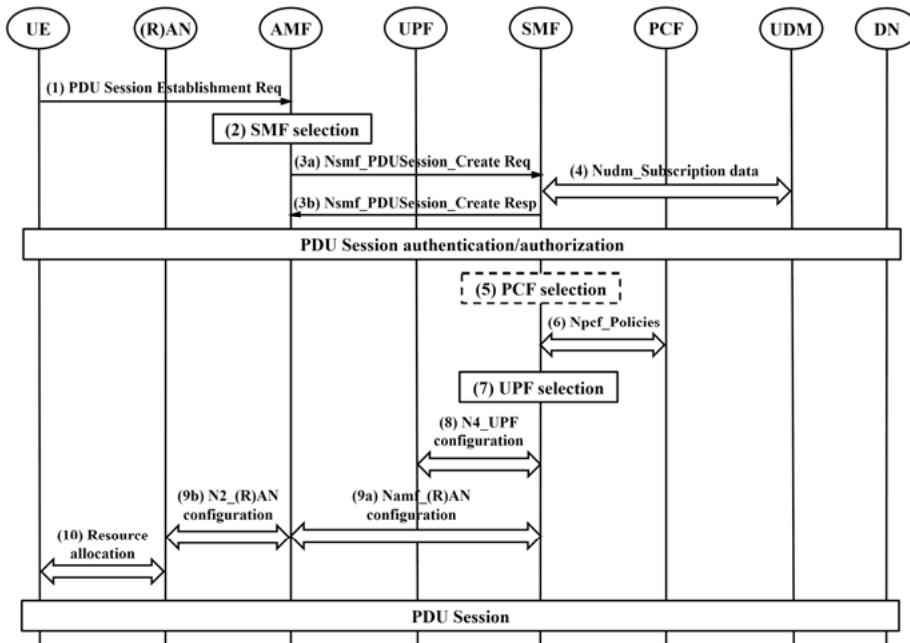 UE (R)AN AMF UPF SMF PCF UDM DN
(1) PDU Session Establishment Req
(2) SMF selection
(3a) Nsmf_PDUSession_Create Req
(4) Nudm_Subscription data
(3b) Nsmf_PDUSession_Create Resp
PDU Session authentication/authorization
(5) PCF selection
(6) Npcf_Policies
(7) UPF selection
(8) N4_UPF
configuration
(9b) N2_(R)AN
configuration
(9a) Namf_(R)AN
configuration
(10) Resource
allocation
PDU Session